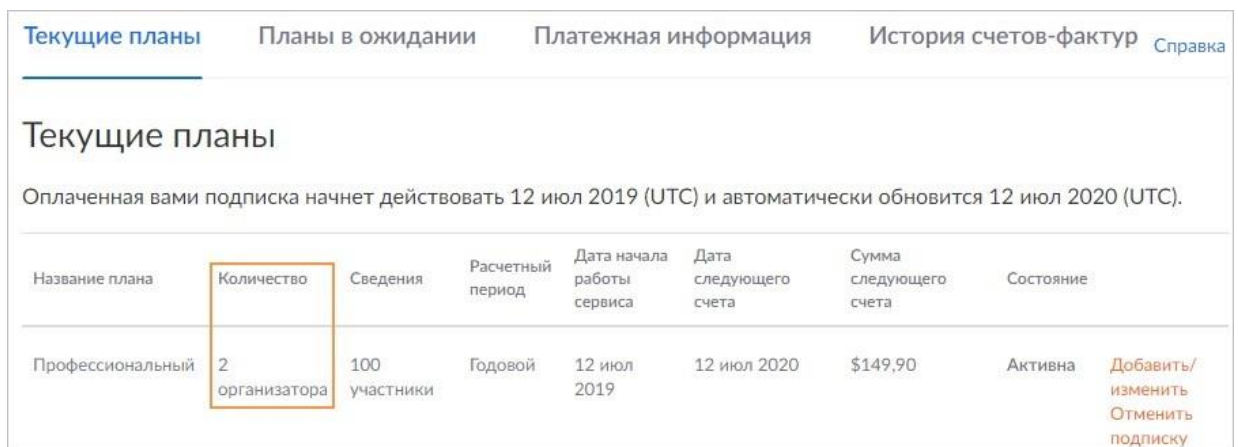 Текущие планы Планы в ожидании Платежная информация История счетов-фактур Справка
Текущие планы
Оплаченная вами подписка начнет действовать 12 июл 2019 (UTC) и автоматически обновится 12 июл 2020 (UTC).
Название плана
Количество
Сведения
Расчетный
период
Дата начала
работы
сервиса
Дата
следующего
счета
Сумма
следующего
счета
Состояние
Профессиональный
2
организатора
100
участники
Годовой
12 июл
2019
12 июл 2020
$149,90
Активна
Добавить/
изменить
Отменить
подписку